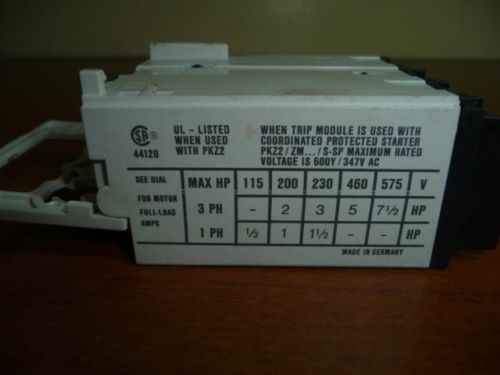 SA
44120
UL - LISTED
WHEN USED
WITH PKZ2
WHEN TRIP MODULE IS USED WITH
COORDINATED PROTECTED STARTER
PKZ2 / ZM... / S-SP MAXIMUM RATED
VOLTAGE IS 600Y / 347V AC
SEE DIAL
FOR MOTOR
FULL-LOAD
AMPS
MAX HP 115 200 230 460 575 V
3 PH - 2 3 5 7½ HP
1 PH ½ 1 1½ - - HP
MADE IN GERMANY